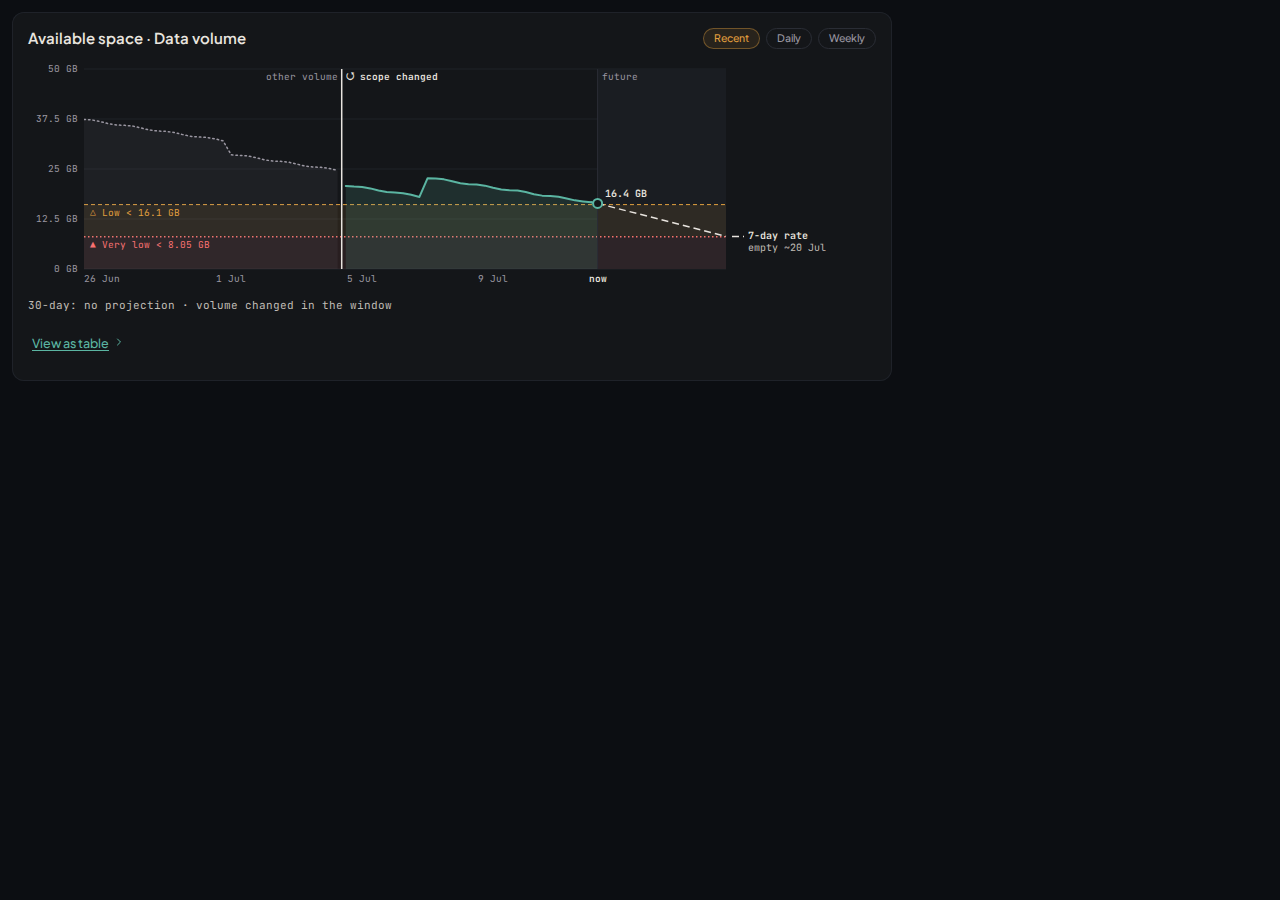 Available space · Data volume
Recent Daily Weekly
50 GB
other volume
scope changed
future
37.5 GB
25 GB
16.4 GB
△ Low < 16.1 GB
12.5 GB
7-day rate
▲ Very low < 8.05 GB
empty ~20 Jul
0 GB
26 Jun 1 Jul 5 Jul 9 Jul now
30-day: no projection · volume changed in the window
View as table